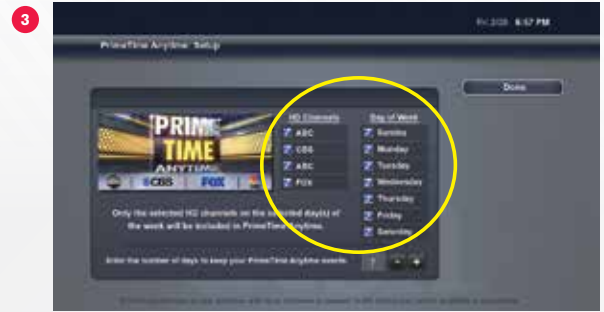 3
Fri 2/20 6:57 PM
PrimeTime Anytime Setup
Done
HD Channels Day of Week
PRIME
TIME
ANYTIME
ABC Sunday
CBS Monday
ABC Tuesday
FOX Wednesday
Thursday
Friday
Saturday
abc CBS FOX
Only the selected HD channels on the selected day(s) of
the week will be included in PrimeTime Anytime.
Enter the number of days to keep your PrimeTime Anytime events:
- +